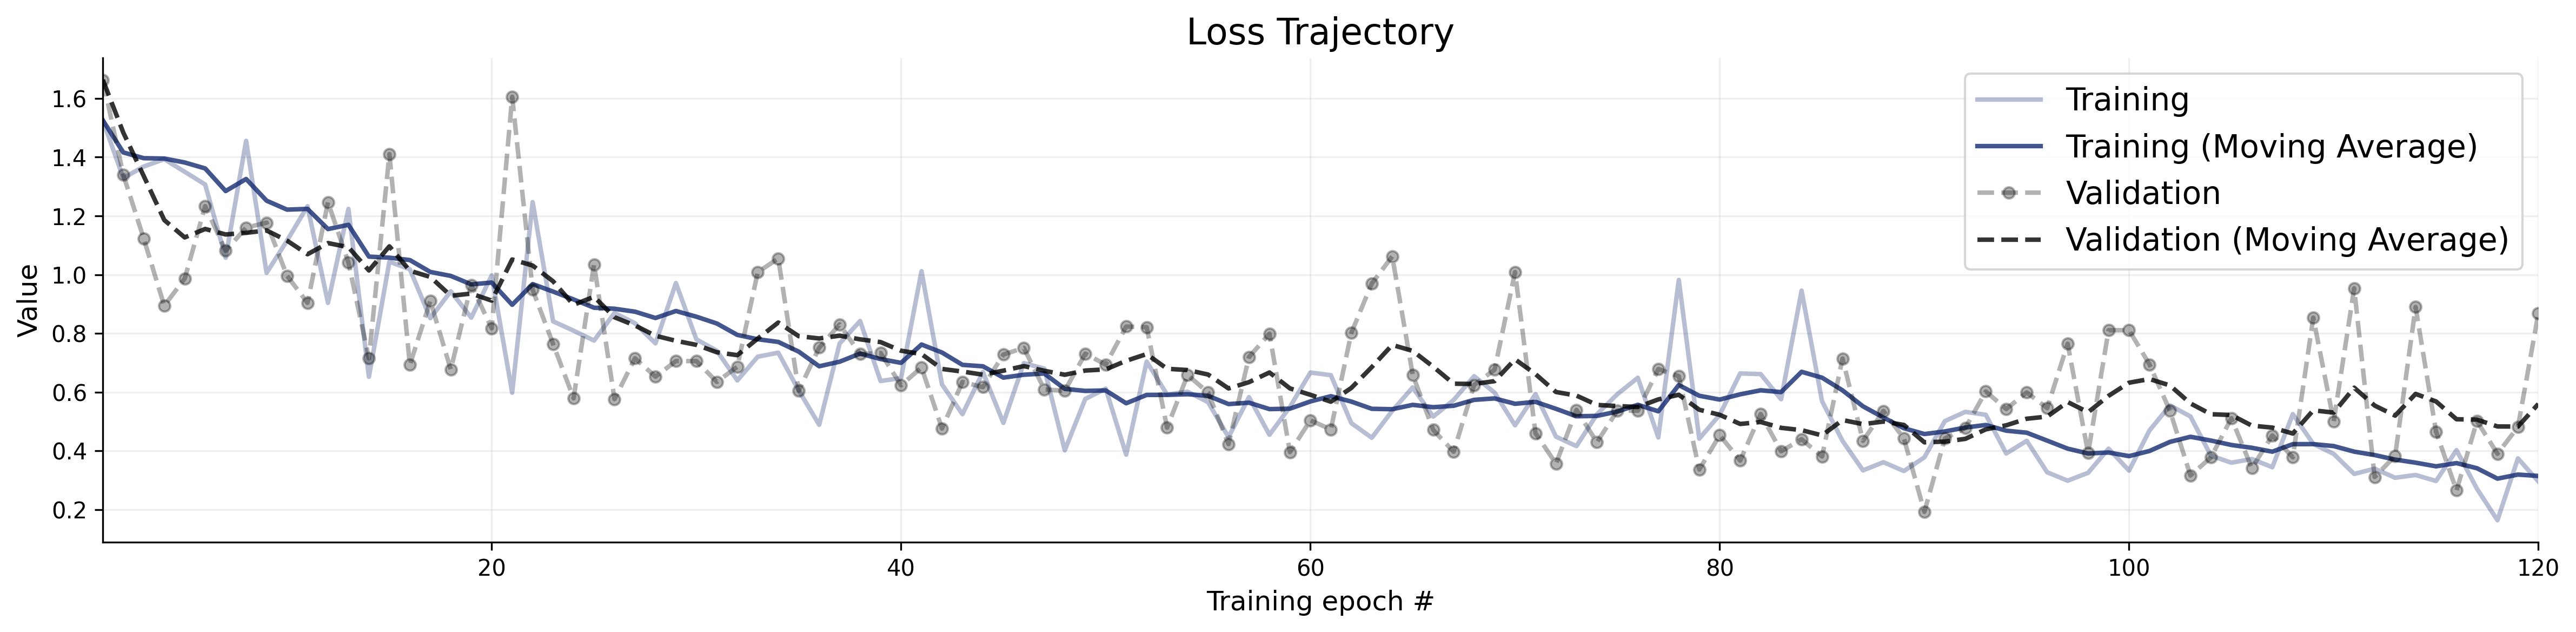 Loss Trajectory
Training
Training (Moving Average)
Validation
Validation (Moving Average)
Value
1.6
1.4
1.2
1.0
0.8
0.6
0.4
0.2
20
40
60
80
100
120
Training epoch #